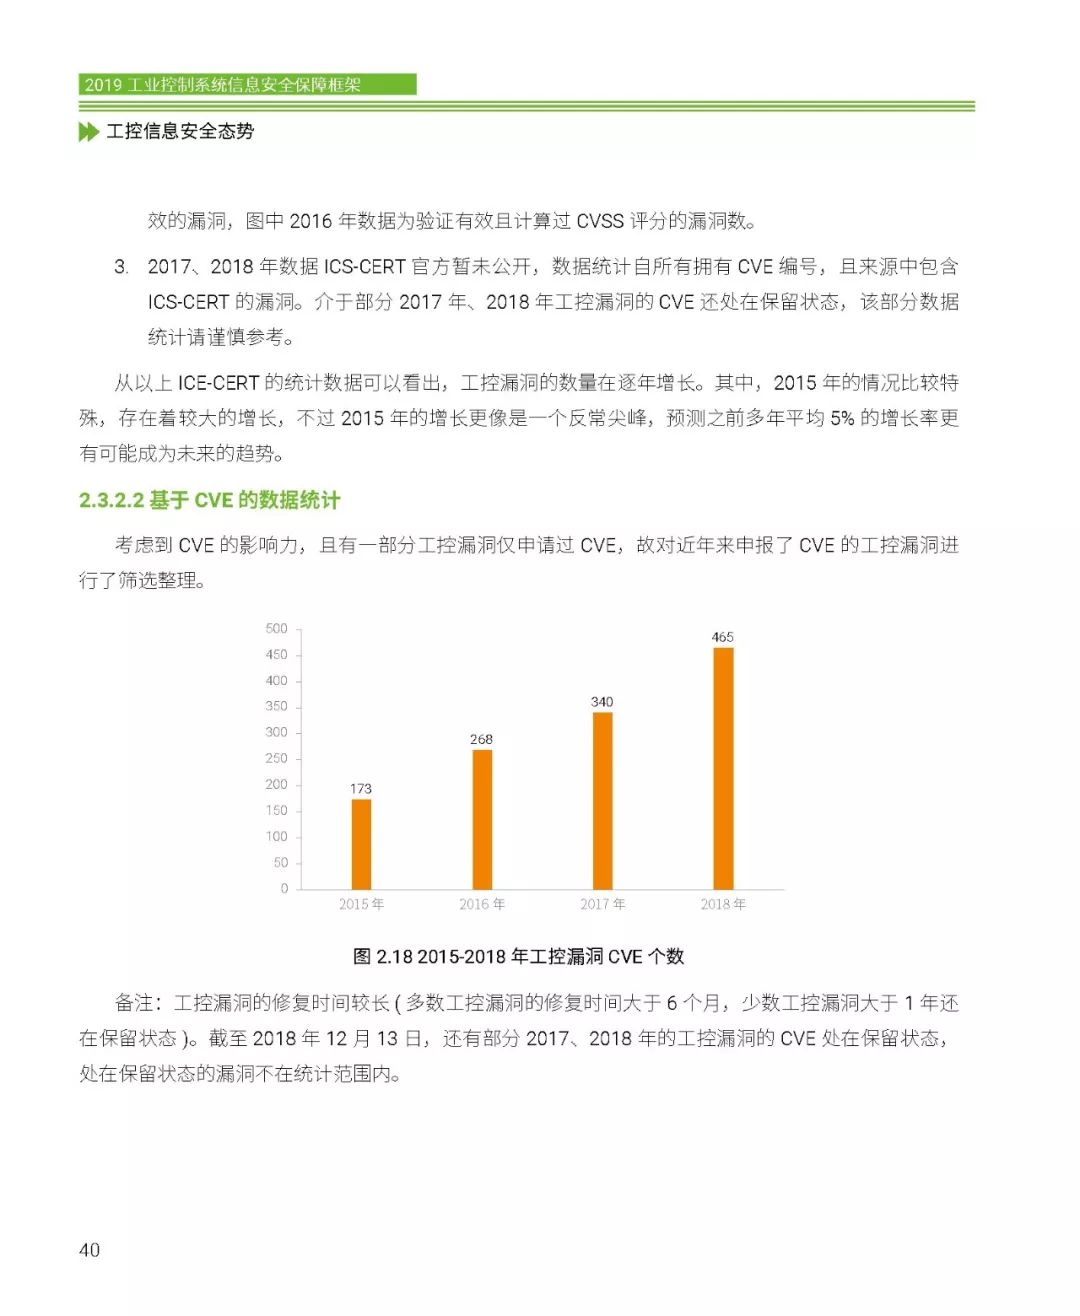 2019 工业控制系统信息安全保障框架
工控信息安全态势
效的漏洞，图中 2016 年数据为验证有效且计算过 CVSS 评分的漏洞数。
3. 2017、2018 年数据 ICS-CERT 官方暂未公开，数据统计自所有拥有 CVE 编号，且来源中包含
ICS-CERT 的漏洞。介于部分 2017 年、2018 年工控漏洞的 CVE 还处在保留状态，该部分数据
统计请谨慎参考。
从以上 ICE-CERT 的统计数据可以看出，工控漏洞的数量在逐年增长。其中，2015 年的情况比较特
殊，存在着较大的增长，不过 2015 年的增长更像是一个反常尖峰，预测之前多年平均 5% 的增长率更
有可能成为未来的趋势。
2.3.2.2 基于 CVE 的数据统计
考虑到 CVE 的影响力，且有一部分工控漏洞仅申请过 CVE，故对近年来申报了 CVE 的工控漏洞进
行了筛选整理。
500
450
400
350
300
250
200
150
100
50
0
173
268
340
465
2015 年
2016 年
2017 年
2018 年
图 2.18 2015-2018 年工控漏洞 CVE 个数
备注：工控漏洞的修复时间较长 ( 多数工控漏洞的修复时间大于 6 个月，少数工控漏洞大于 1 年还
在保留状态 )。截至 2018 年 12 月 13 日，还有部分 2017、2018 年的工控漏洞的 CVE 处在保留状态，
处在保留状态的漏洞不在统计范围内。
40